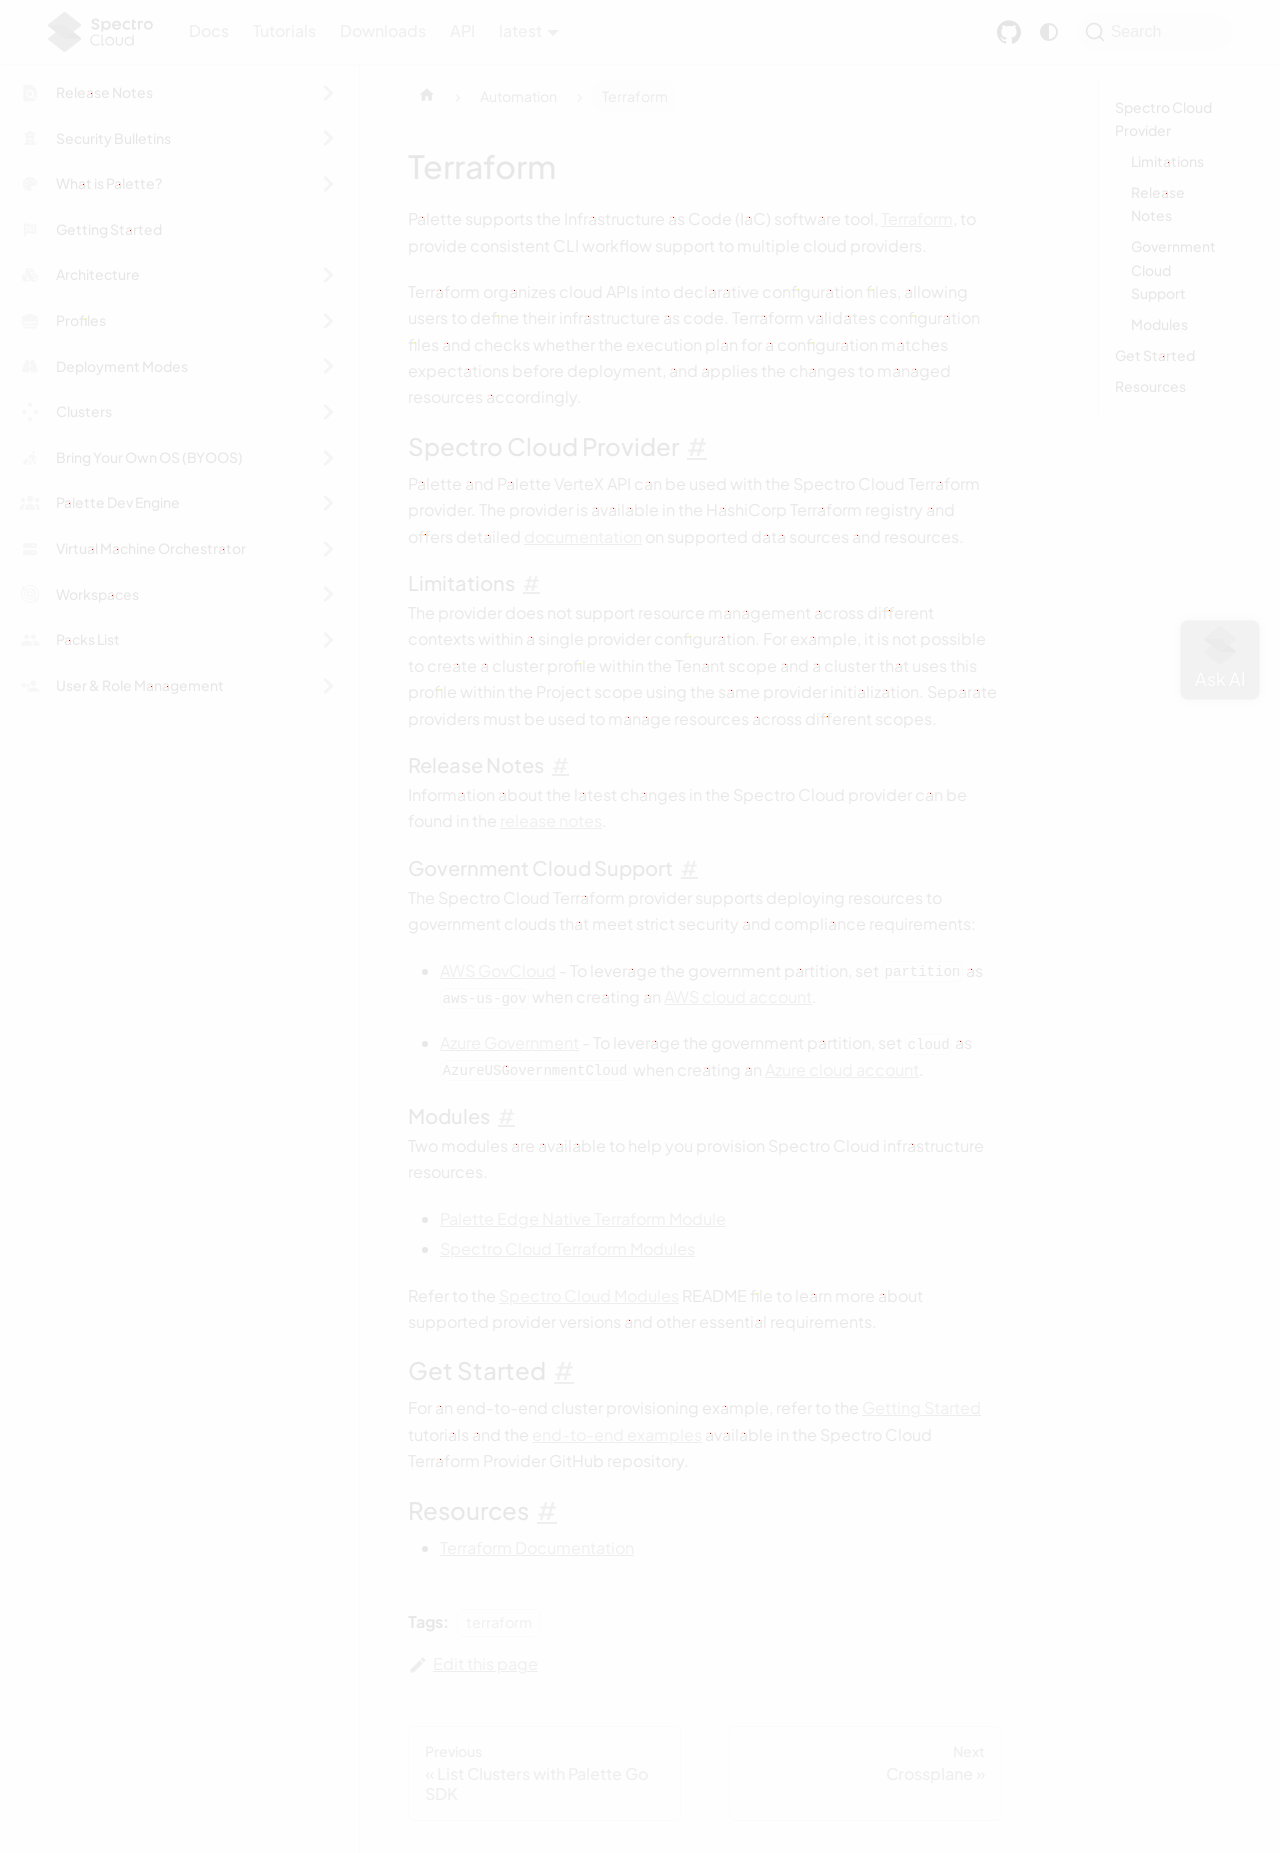 Spectro Cloud
Docs Tutorials Downloads API latest
Search
Release Notes
Security Bulletins
What is Palette?
Getting Started
Architecture
Profiles
Deployment Modes
Clusters
Bring Your Own OS (BYOOS)
Palette Dev Engine
Virtual Machine Orchestrator
Workspaces
Packs List
User & Role Management
Automation Terraform
Terraform
Palette supports the Infrastructure as Code (IaC) software tool, Terraform, to
provide consistent CLI workflow support to multiple cloud providers.
Terraform organizes cloud APIs into declarative configuration files, allowing
users to define their infrastructure as code. Terraform validates configuration
files and checks whether the execution plan for a configuration matches
expectations before deployment, and applies the changes to managed
resources accordingly.
Spectro Cloud Provider #
Palette and Palette VerteX API can be used with the Spectro Cloud Terraform
provider. The provider is available in the HashiCorp Terraform registry and
offers detailed documentation on supported data sources and resources.
Limitations #
The provider does not support resource management across different
contexts within a single provider configuration. For example, it is not possible
to create a cluster profile within the Tenant scope and a cluster that uses this
profile within the Project scope using the same provider initialization. Separate
providers must be used to manage resources across different scopes.
Release Notes #
Information about the latest changes in the Spectro Cloud provider can be
found in the release notes.
Government Cloud Support #
The Spectro Cloud Terraform provider supports deploying resources to
government clouds that meet strict security and compliance requirements:
AWS GovCloud - To leverage the government partition, set partition as
aws-us-gov when creating an AWS cloud account.
Azure Government - To leverage the government partition, set cloud as
AzureUSGovernmentCloud when creating an Azure cloud account.
Modules #
Two modules are available to help you provision Spectro Cloud infrastructure
resources.
Palette Edge Native Terraform Module
Spectro Cloud Terraform Modules
Refer to the Spectro Cloud Modules README file to learn more about
supported provider versions and other essential requirements.
Get Started #
For an end-to-end cluster provisioning example, refer to the Getting Started
tutorials and the end-to-end examples available in the Spectro Cloud
Terraform Provider GitHub repository.
Resources #
Terraform Documentation
Tags: terraform
Edit this page
Previous
« List Clusters with Palette Go
SDK
Next
Crossplane »
Spectro Cloud
Provider
Limitations
Release
Notes
Government
Cloud
Support
Modules
Get Started
Resources
Ask AI